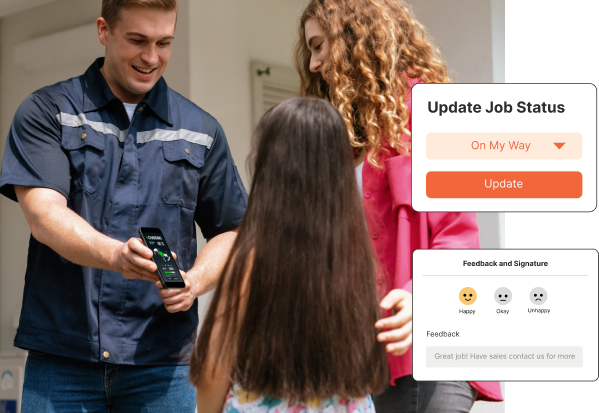 Update Job Status
On My Way
Update
Feedback and Signature
Happy
Okay
Unhappy
Feedback
Great job! Have sales contact us for more